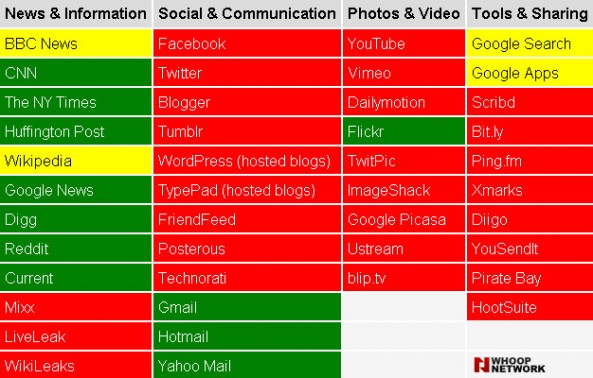 News & Information Social & Communication Photos & Video Tools & Sharing
BBC News Facebook YouTube Google Search
CNN Twitter Vimeo Google Apps
The NY Times Blogger Dailymotion Scribd
Huffington Post Tumblr Flickr Bit.ly
Wikipedia WordPress (hosted blogs) TwitPic Ping.fm
Google News TypePad (hosted blogs) ImageShack Xmarks
Digg FriendFeed Google Picasa Diigo
Reddit Posterous Ustream YouSendIt
Current Technorati blip.tv Pirate Bay
Mixx Gmail HootSuite
LiveLeak Hotmail
WikiLeaks Yahoo Mail WHOOP
NETWORK